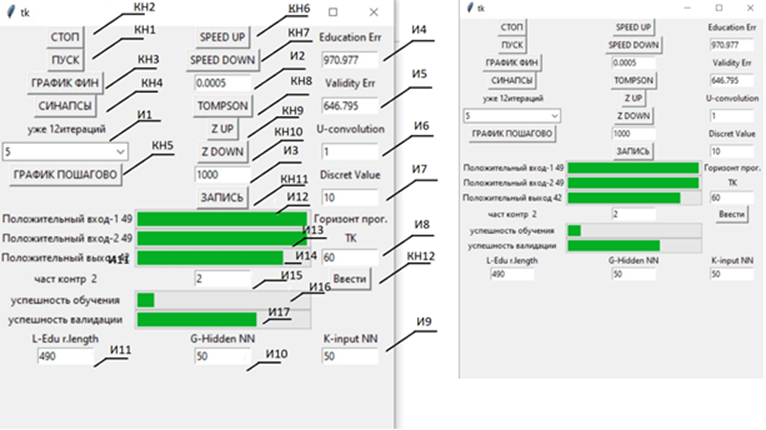 tk
КН2
КН6
СТОП
SPEED UP
Education Err
И4
КН1
КН7
ПУСК
SPEED DOWN
970.977
КН3
И2
ГРАФИК ФИН
0.0005
Validity Err
И5
КН4
КН8
СИНАПСЫ
TOMPSON
646.795
И1
КН9
уже 12итераций
Z UP
U-convolution
И6
КН10
5
Z DOWN
1
КН5
И3
ГРАФИК ПОШАГОВО
1000
Discret Value
И7
КН11
ЗАПИСЬ
10
И12
Положительный вход-1 49
Горизонт прог.
И8
И13
Положительный вход-2 49
ТК
И14
Положительный выход 42
60
КН12
И15
част контр 2
2
Ввести
И16
успешность обучения
И17
успешность валидации
И9
L-Edu r.length
G-Hidden NN
K-input NN
И11
490
50
И10
50
tk
СТОП
SPEED UP
Education Err
ПУСК
SPEED DOWN
970.977
ГРАФИК ФИН
0.0005
Validity Err
СИНАПСЫ
TOMPSON
646.795
уже 12итераций
Z UP
U-convolution
5
Z DOWN
1
ГРАФИК ПОШАГОВО
1000
Discret Value
ЗАПИСЬ
10
Положительный вход-1 49
Горизонт прог.
Положительный вход-2 49
ТК
Положительный выход 42
60
част контр 2
2
Ввести
успешность обучения
успешность валидации
L-Edu r.length
G-Hidden NN
K-input NN
490
50
50